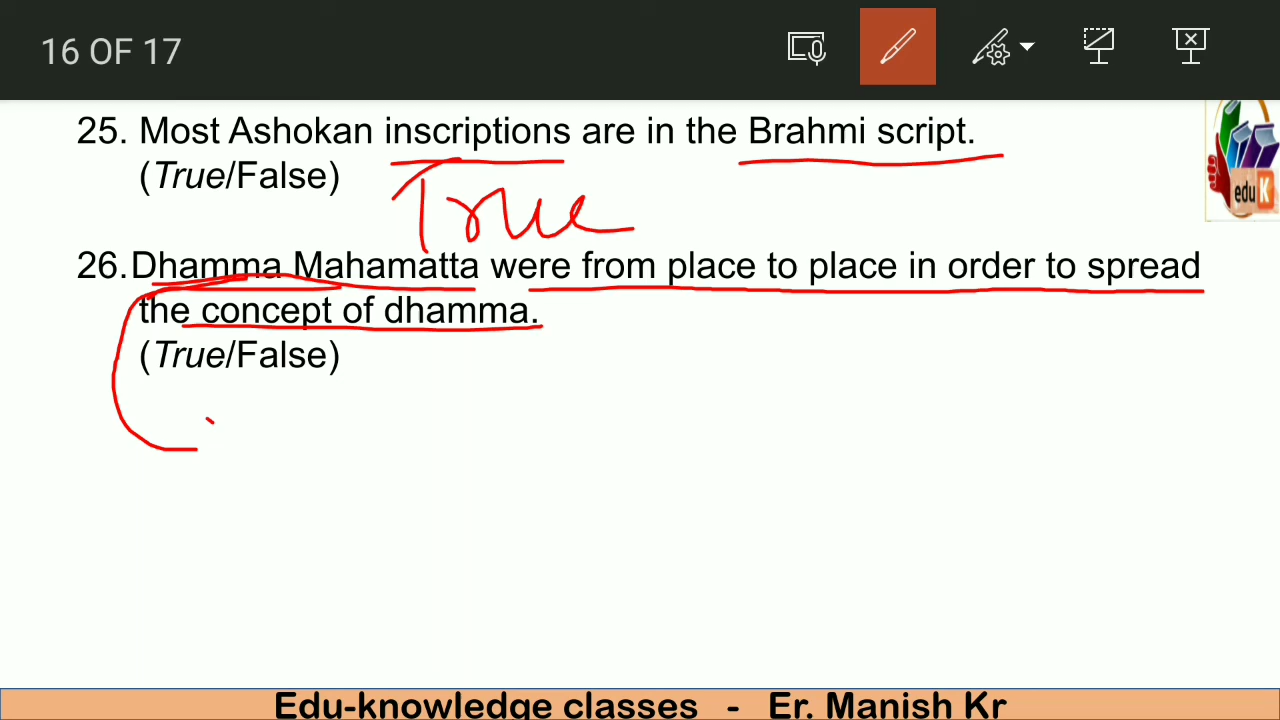 16 OF 17
25. Most Ashokan inscriptions are in the Brahmi script.
(True/False)
True
edu K
26.Dhamma Mahamatta were from place to place in order to spread
the concept of dhamma.
(True/False)
Edu-knowledge classes - Er. Manish Kr